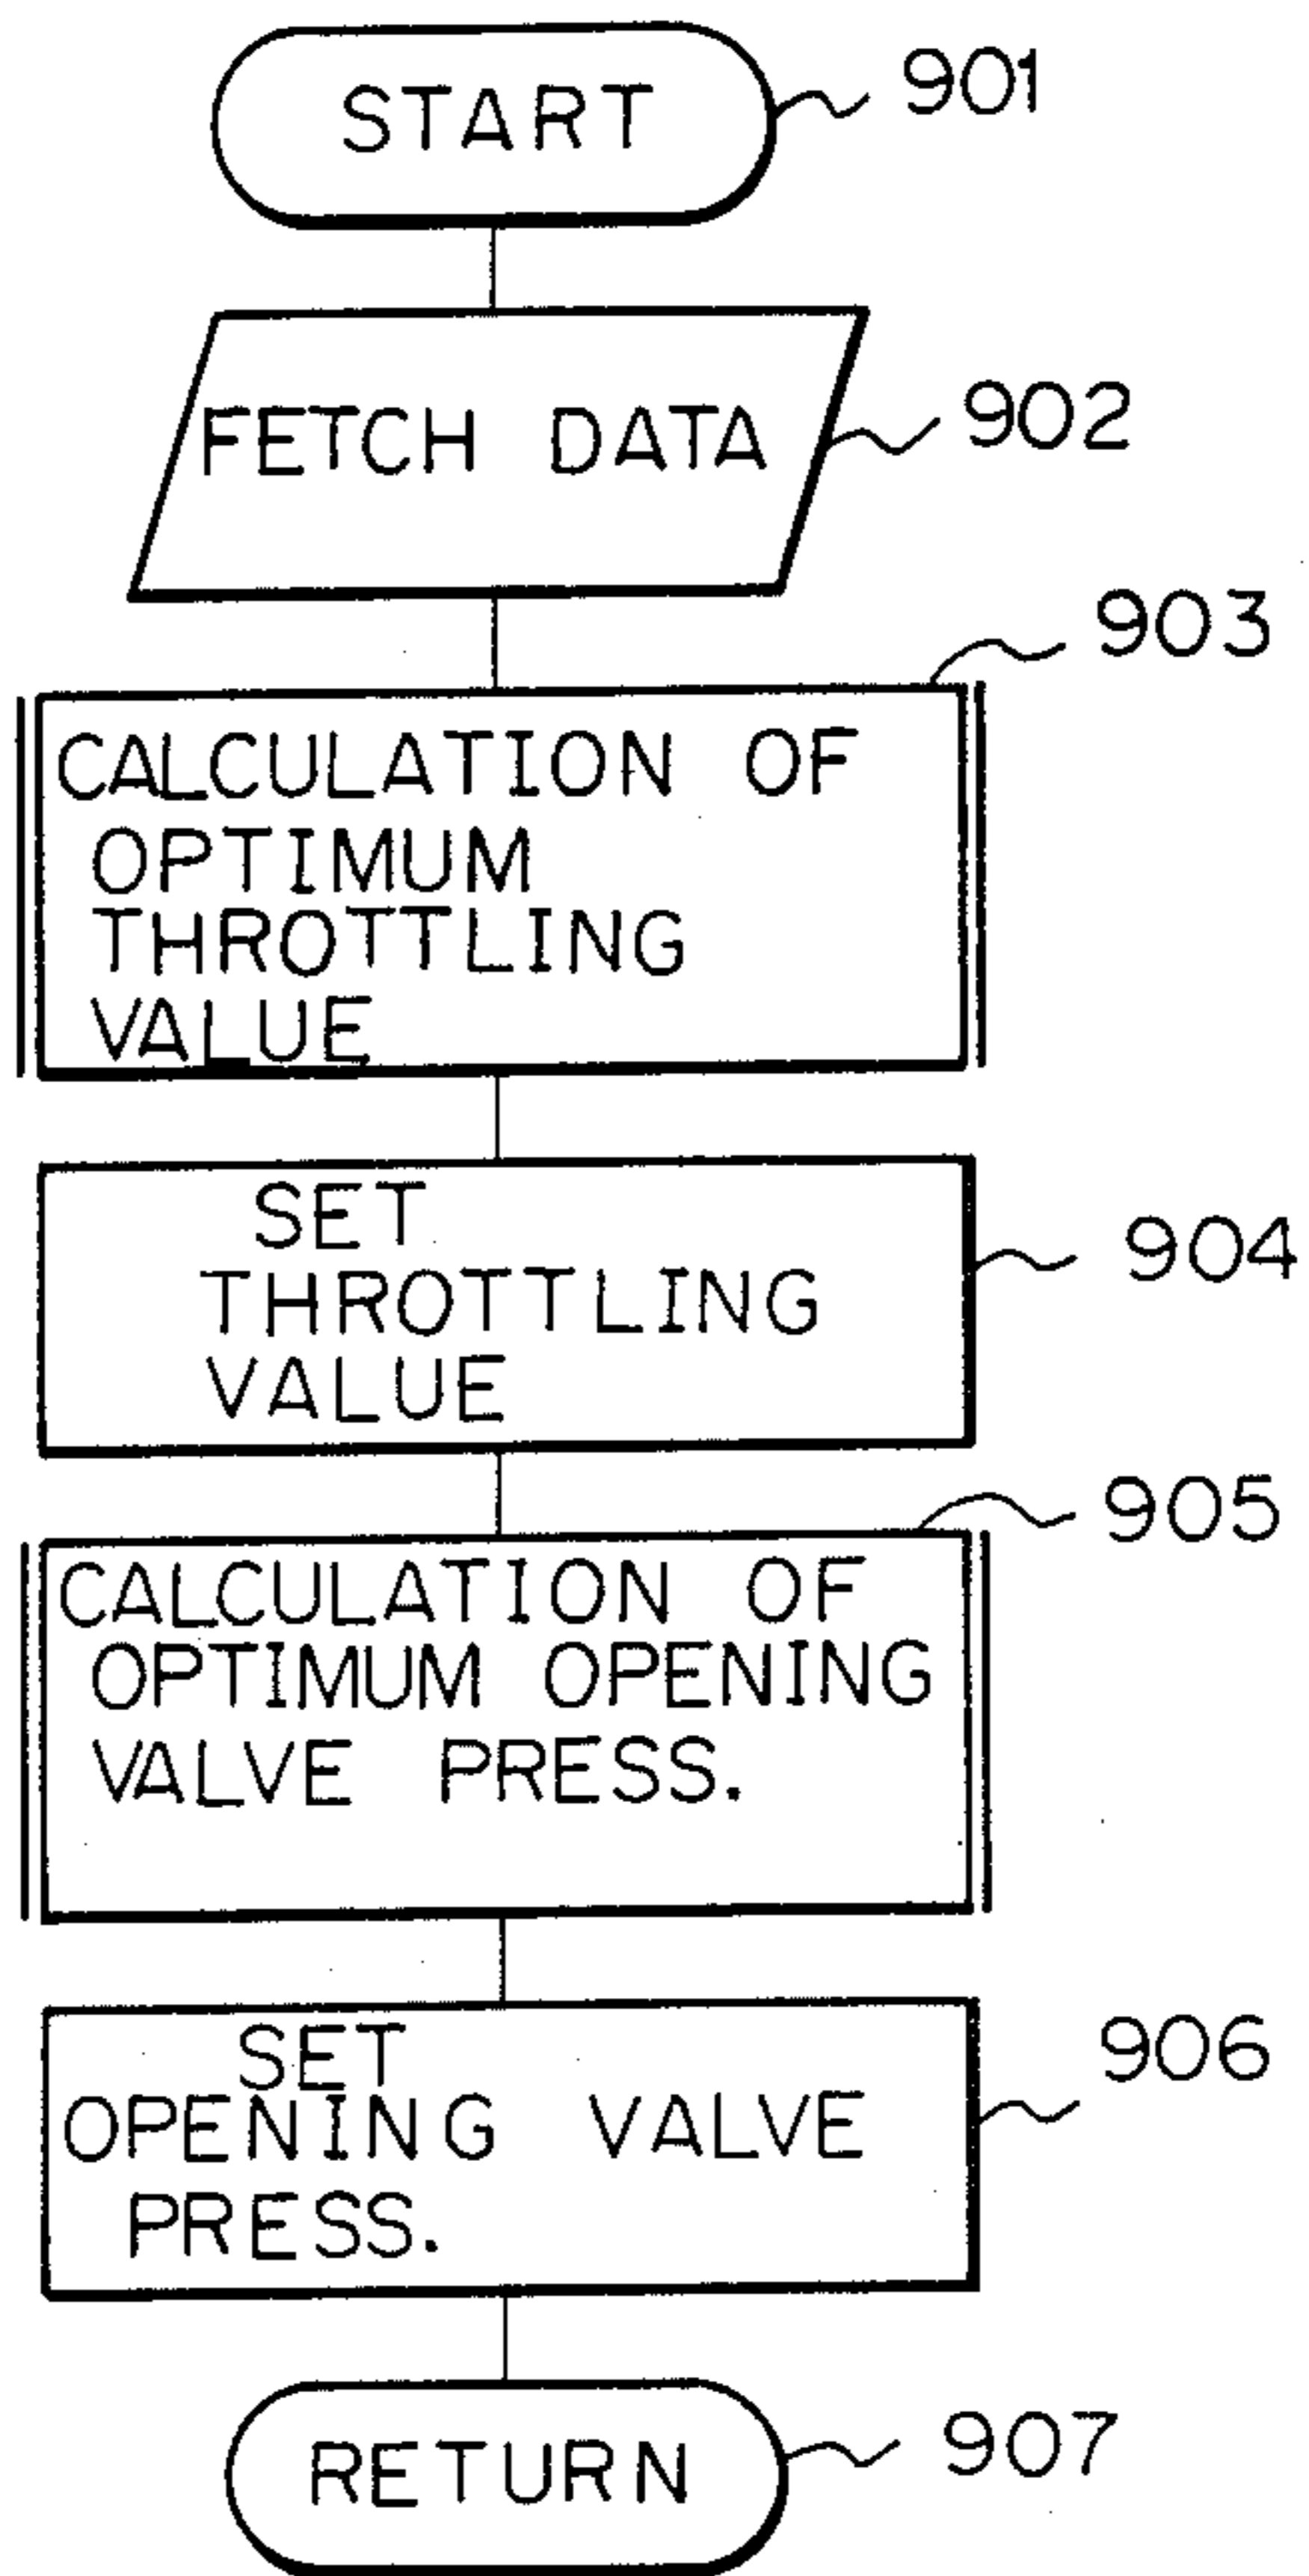 START
901
FETCH DATA
902
903
CALCULATION OF
OPTIMUM
THROTTLING
VALUE
SET
THROTTLING
VALUE
904
905
CALCULATION OF
OPTIMUM OPENING
VALVE PRESS.
SET
OPENING VALVE
PRESS.
906
RETURN
907